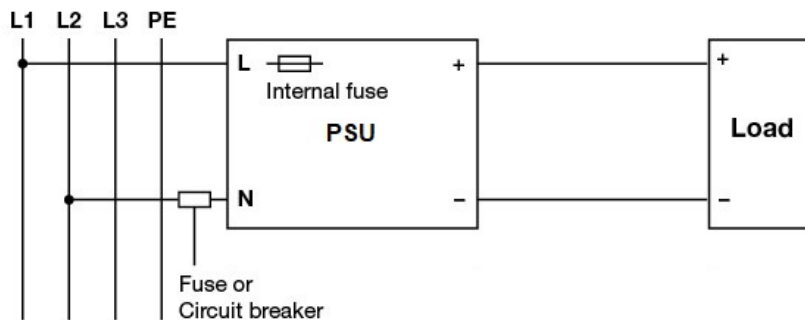 L1 L2 L3 PE
L + +
Internal fuse
PSU
Load
N − −
Fuse or
Circuit breaker